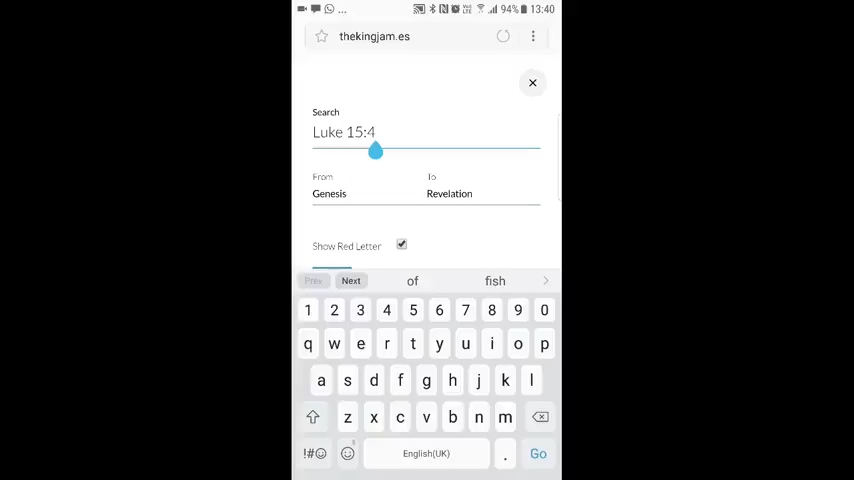 ... 94% 13:40
thekingjam.es
Search
Luke 15:4
From To
Genesis Revelation
Show Red Letter
Prev Next of fish
1 2 3 4 5 6 7 8 9 0
q w e r t y u i o p
a s d f g h j k l
z x c v b n m
!#☺ English(UK) . Go